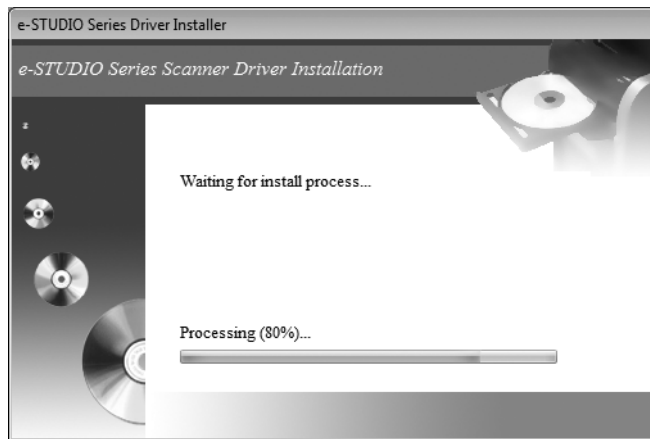 e-STUDIO Series Driver Installer
e-STUDIO Series Scanner Driver Installation
Waiting for install process...
Processing (80%)...